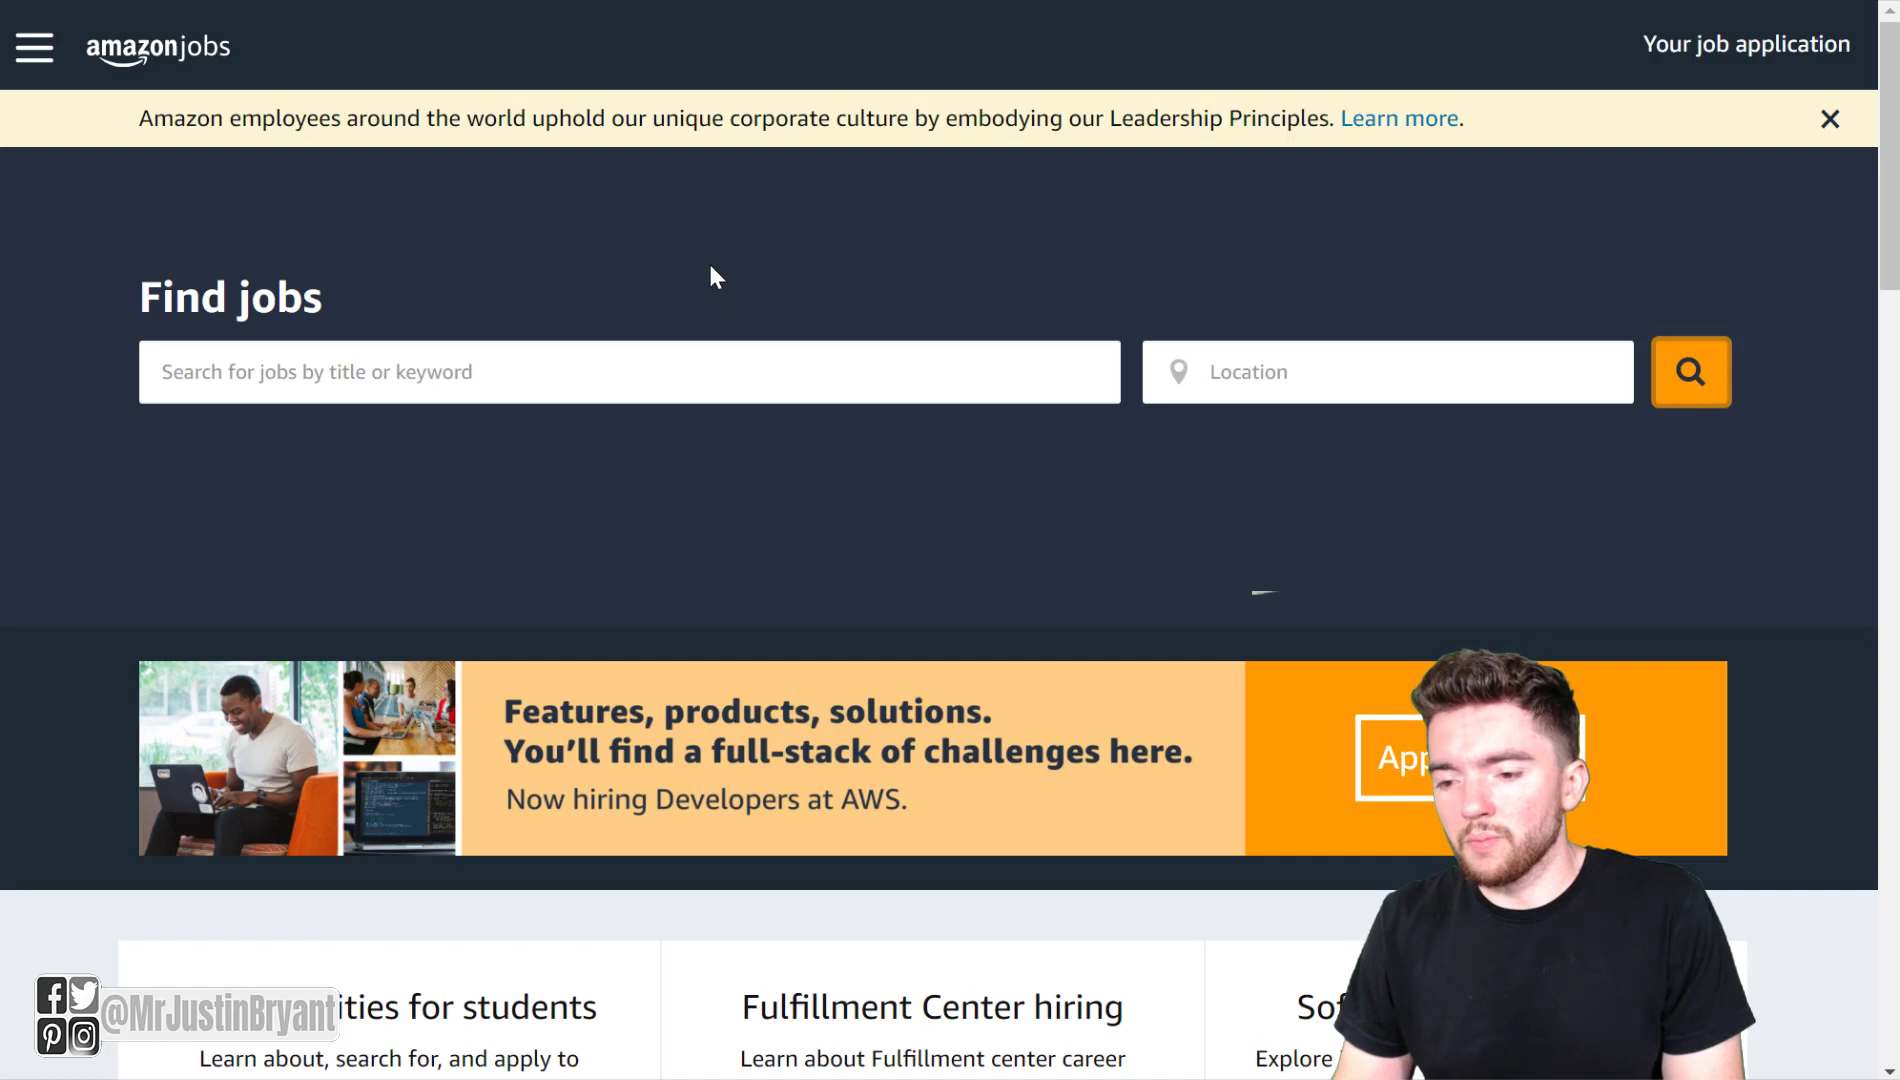 amazonjobs
Your job application
Amazon employees around the world uphold our unique corporate culture by embodying our Leadership Principles. Learn more.
Find jobs
Search for jobs by title or keyword
Location
Features, products, solutions.
You'll find a full-stack of challenges here.
Now hiring Developers at AWS.
App
@MrJustinBryant
ities for students
Fulfillment Center hiring
Sof
Learn about, search for, and apply to
Learn about Fulfillment center career
Explore